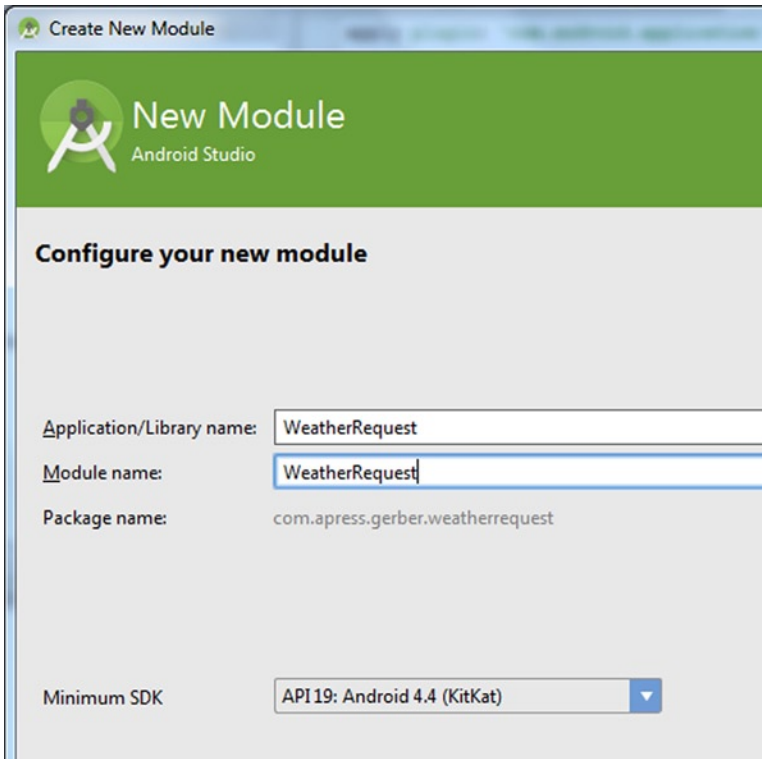 Create New Module
New Module
Android Studio
Configure your new module
Application/Library name: WeatherRequest
Module name: WeatherRequest
Package name: com.apress.gerber.weatherrequest
Minimum SDK API 19: Android 4.4 (KitKat)